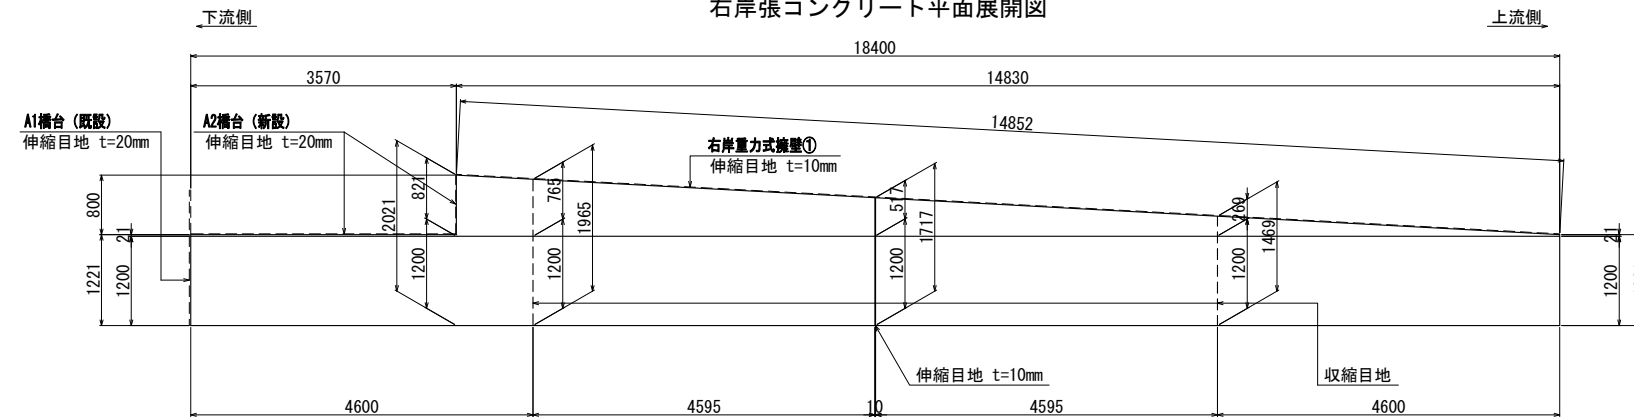 右岸張コンクリート平面展開図
下流側
上流側
18400
3570
14830
14852
A1橋台（既設）
伸縮目地 t=20mm
A2橋台（新設）
伸縮目地 t=20mm
右岸重力式擁壁①
伸縮目地 t=10mm
800
21
1221
1200
2021
821
1200
765
1965
1200
517
1717
1200
269
1469
1200
21
1200
伸縮目地 t=10mm
収縮目地
4600
4595
10
4595
4600